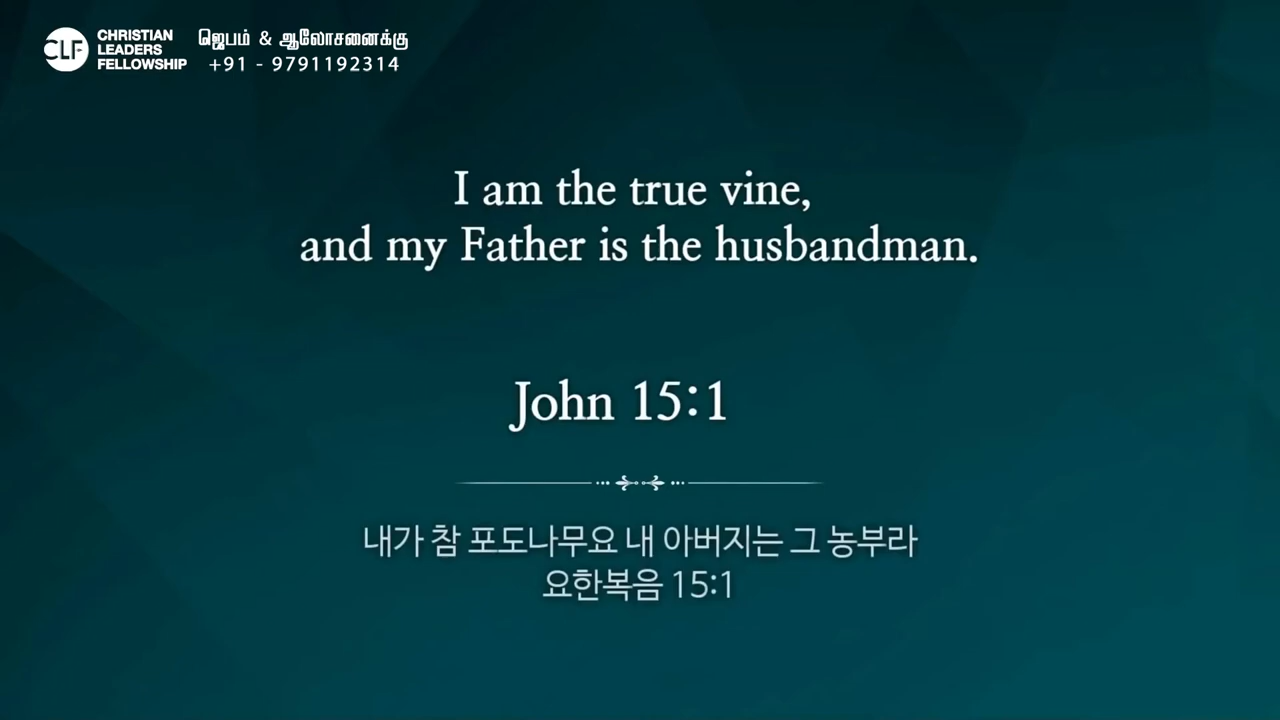 CLF
CHRISTIAN
LEADERS
FELLOWSHIP
ஜெபம் & ஆலோசனைக்கு
+91 - 9791192314
I am the true vine,
and my Father is the husbandman.
John 15:1
내가 참 포도나무요 내 아버지는 그 농부라
요한복음 15:1